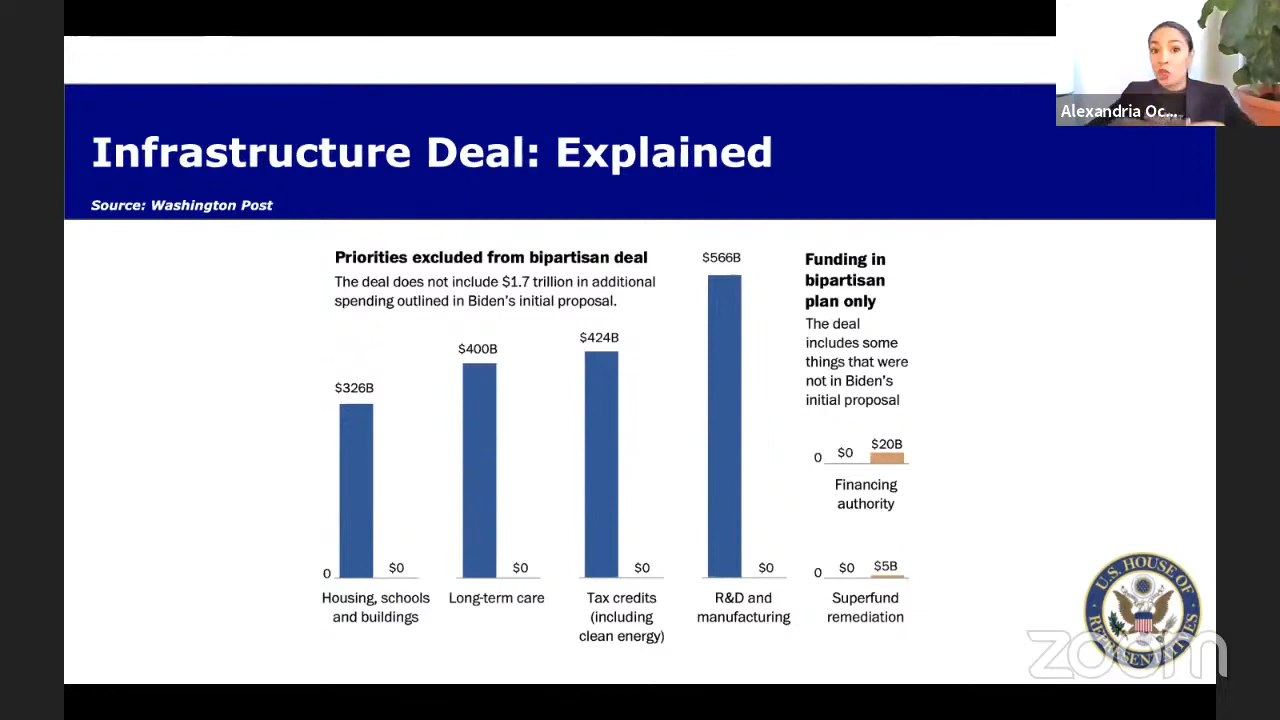 Alexandria Oc...
Infrastructure Deal: Explained
Source: Washington Post
Priorities excluded from bipartisan deal
The deal does not include $1.7 trillion in additional
spending outlined in Biden's initial proposal.
$326B
$400B
$424B
$566B
0
$0
$0
$0
$0
Housing, schools
and buildings
Long-term care
Tax credits
(including
clean energy)
R&D and
manufacturing
Funding in
bipartisan
plan only
The deal
includes some
things that were
not in Biden's
initial proposal
0
$0
$20B
Financing
authority
0
$0
$5B
Superfund
remediation
U.S. HOUSE OF
REPRESENTATIVES
zoom